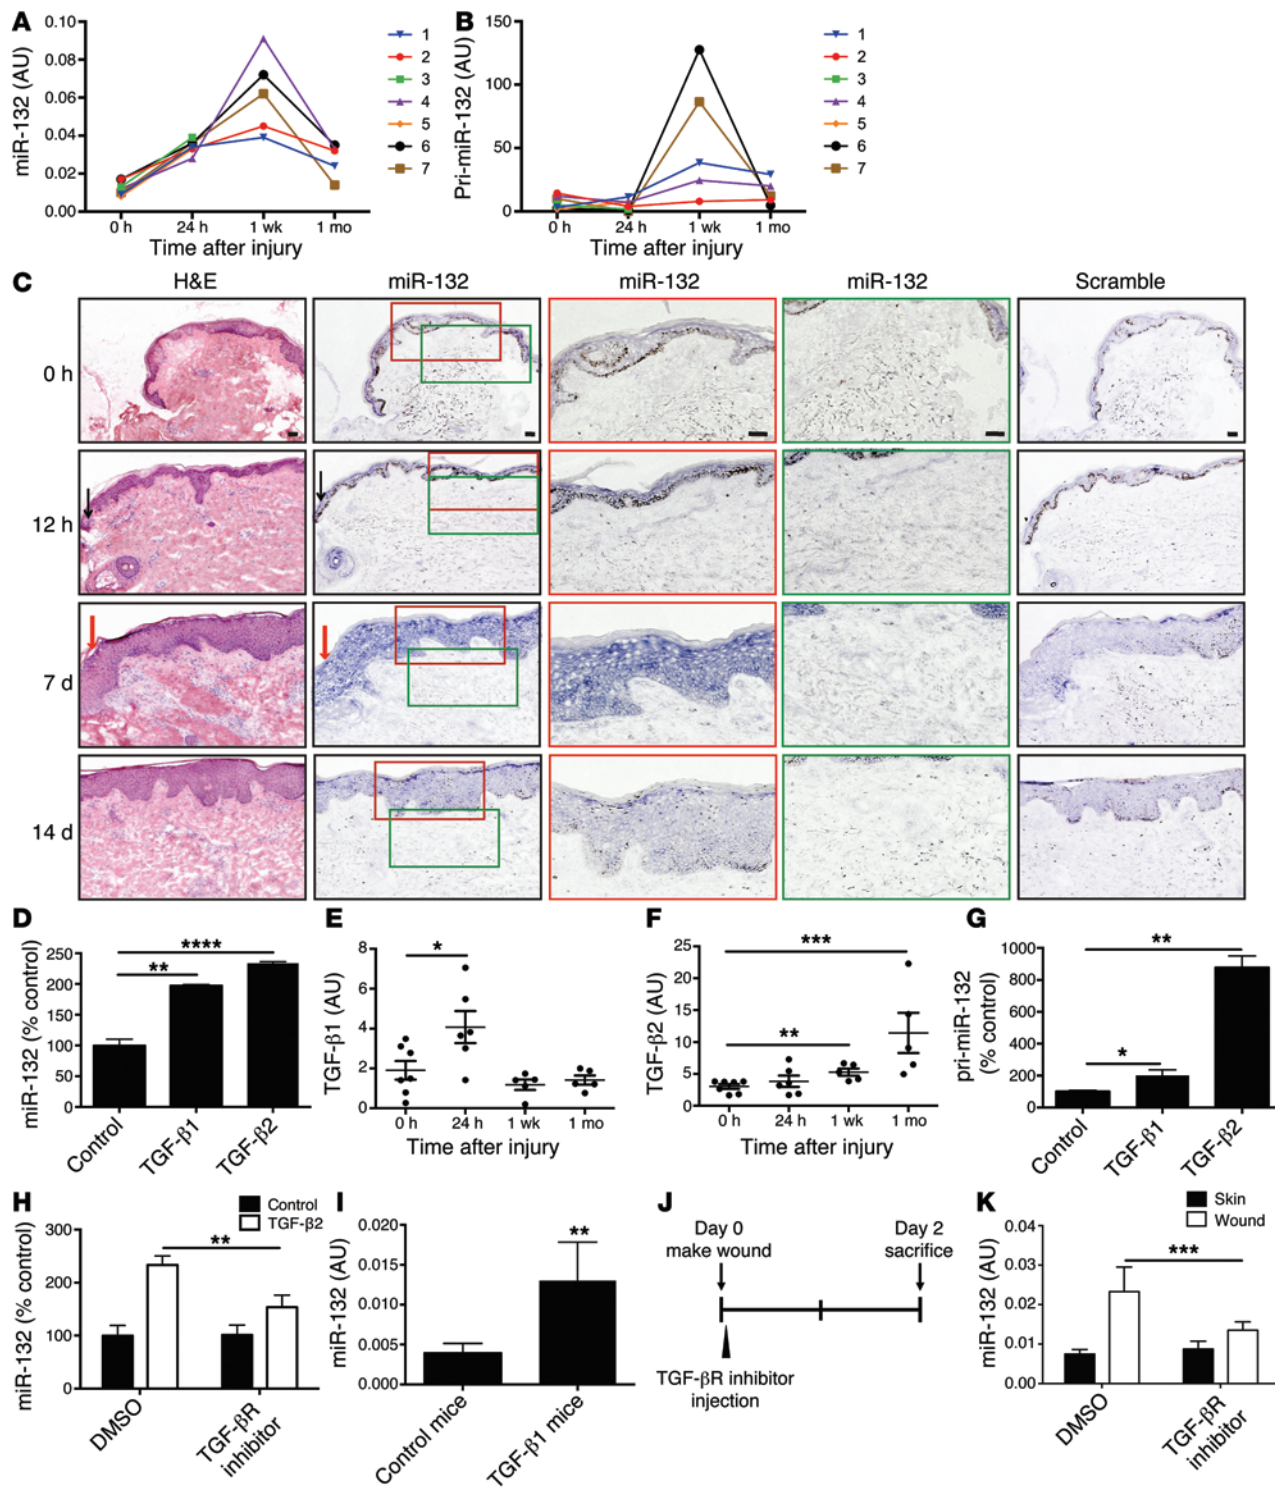 A
miR-132 (AU)
0.10
0.08
0.06
0.04
0.02
0.00
0 h
24 h
1 wk
1 mo
Time after injury
1
2
3
4
5
6
7
B
Pri-miR-132 (AU)
150
100
50
0
0 h
24 h
1 wk
1 mo
Time after injury
1
2
3
4
5
6
7
C
H&E
miR-132
miR-132
miR-132
Scramble
0 h
12 h
7 d
14 d
D
miR-132 (% control)
250
200
150
100
50
0
**
****
Control
TGF-β1
TGF-β2
E
TGF-β1 (AU)
8
6
4
2
0
*
0 h
24 h
1 wk
1 mo
Time after injury
F
TGF-β2 (AU)
25
20
15
10
5
0
***
**
0 h
24 h
1 wk
1 mo
Time after injury
G
pri-miR-132
(% control)
1000
800
600
400
200
0
**
*
Control
TGF-β1
TGF-β2
H
Control
TGF-β2
miR-132 (% control)
300
200
100
0
**
DMSO
TGF-βR
inhibitor
I
miR-132 (AU)
0.020
0.015
0.010
0.005
0.000
**
Control mice
TGF-β1 mice
J
Day 0
make wound
Day 2
sacrifice
TGF-βR inhibitor
injection
K
Skin
Wound
miR-132 (AU)
0.04
0.03
0.02
0.01
0.00
***
DMSO
TGF-βR
inhibitor